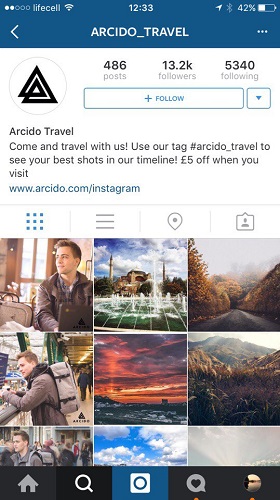 lifecell 12:33 42%
ARCIDO_TRAVEL
486 13.2k 5340
posts followers following
+ FOLLOW
Arcido Travel
Come and travel with us! Use our tag #arcido_travel to
see your best shots in our timeline! £5 off when you
visit
www.arcido.com/instagram
ARCIDO
ARCIDO